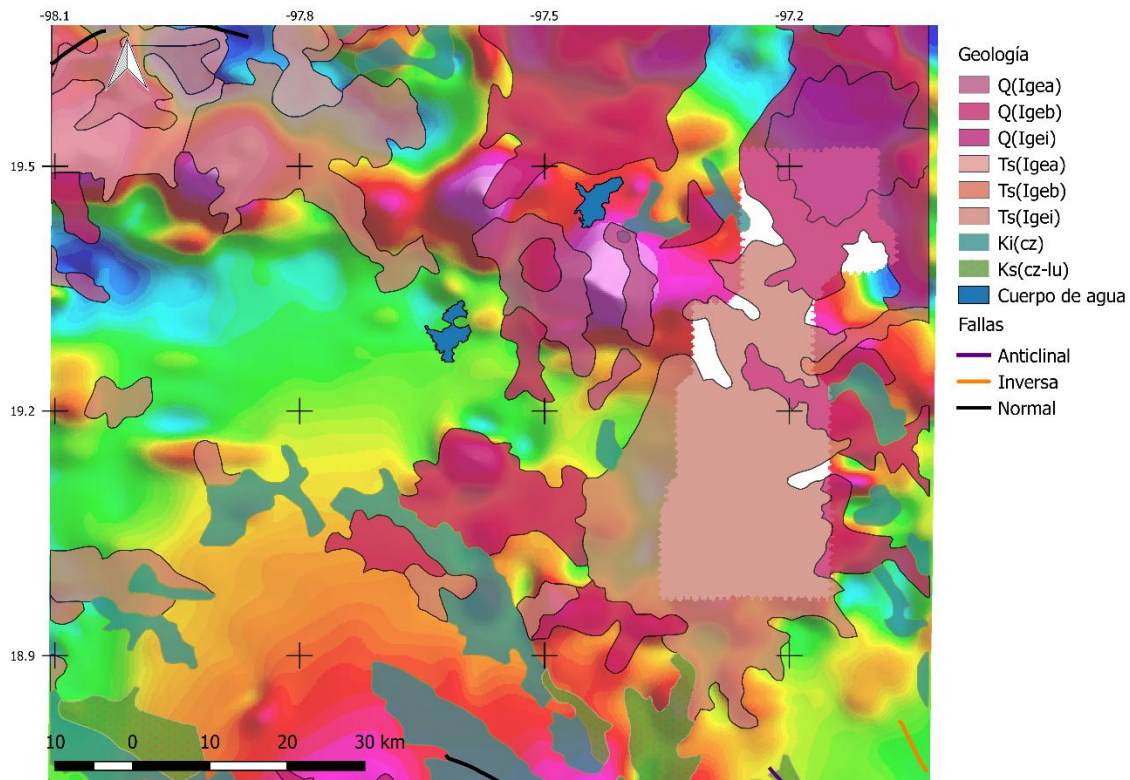 -98.1 -97.8 -97.5 -97.2
19.5
19.2
18.9
10 0 10 20 30 km
Geología
Q(Igea)
Q(Igeb)
Q(Igei)
Ts(Igea)
Ts(Igeb)
Ts(Igei)
Ki(cz)
Ks(cz-lu)
Cuerpo de agua
Fallas
Anticlinal
Inversa
Normal